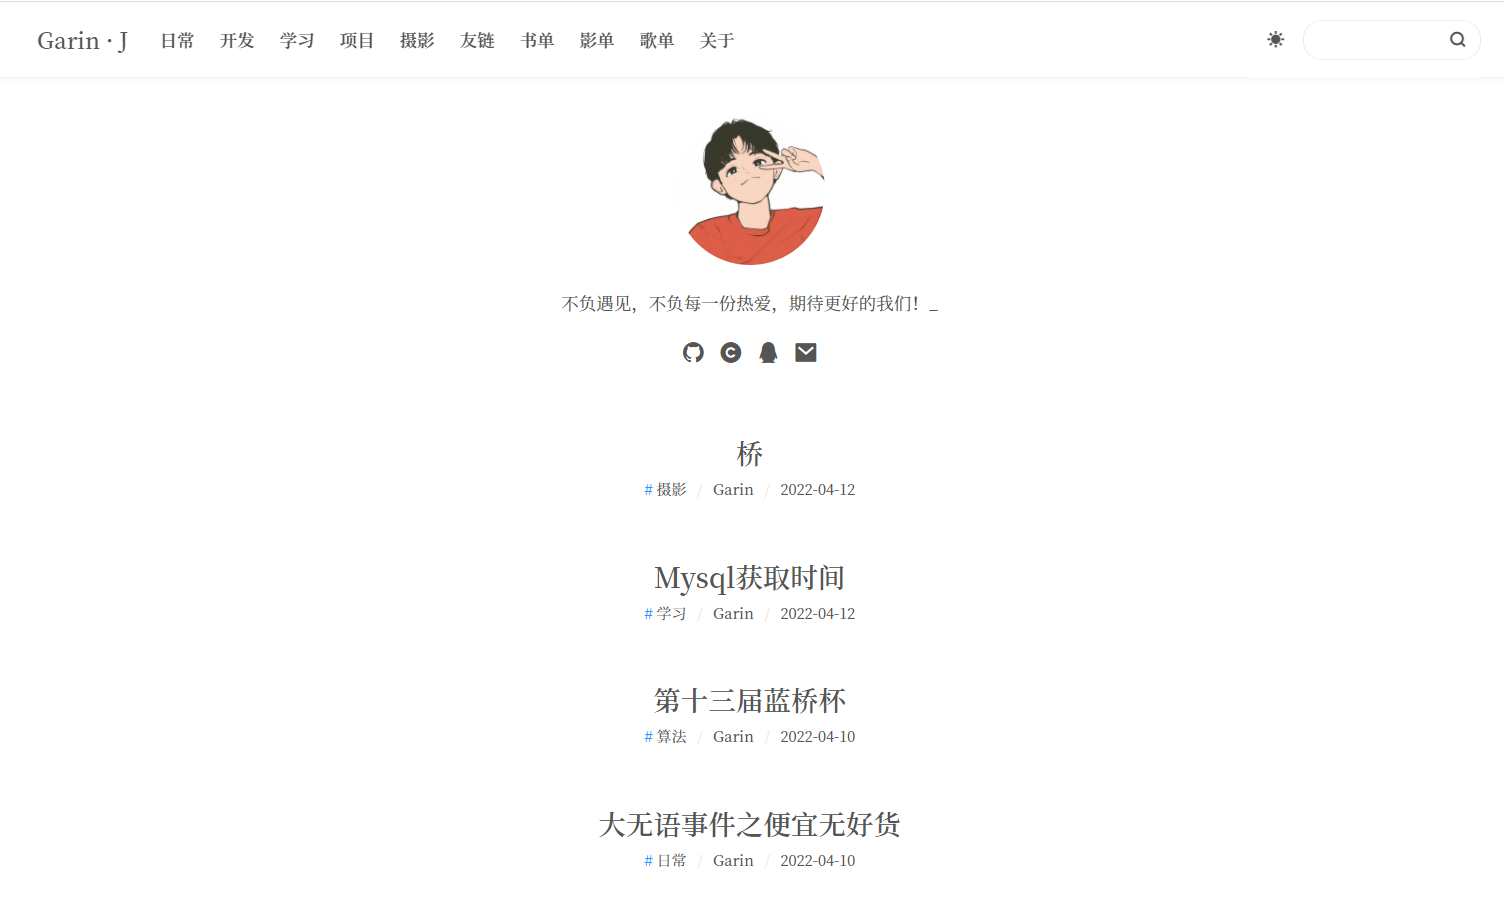 Garin · J 日常 开发 学习 项目 摄影 友链 书单 影单 歌单 关于
不负遇见，不负每一份热爱，期待更好的我们！_
桥
# 摄影 / Garin / 2022-04-12
Mysql获取时间
# 学习 / Garin / 2022-04-12
第十三届蓝桥杯
# 算法 / Garin / 2022-04-10
大无语事件之便宜无好货
# 日常 / Garin / 2022-04-10